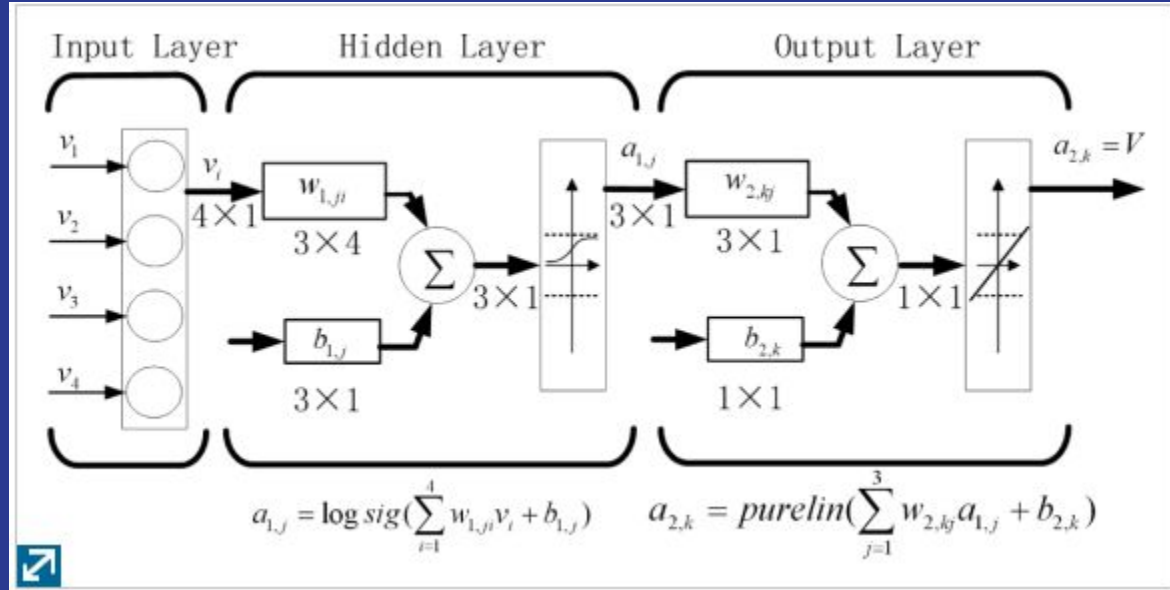 Input Layer Hidden Layer Output Layer
v₁
v₂
v₃
v₄
vᵢ
4×1
w₁,ⱼᵢ
3×4
b₁,ⱼ
3×1
Σ
3×1
a₁,ⱼ
3×1
w₂,ₖⱼ
3×1
b₂,ₖ
1×1
Σ
1×1
a₂,ₖ = V
a₁,ⱼ = log sig(∑_{i=1}^{4} w₁,ⱼᵢ vᵢ + b₁,ⱼ)
a₂,ₖ = purelin(∑_{j=1}^{3} w₂,ₖⱼ a₁,ⱼ + b₂,ₖ)